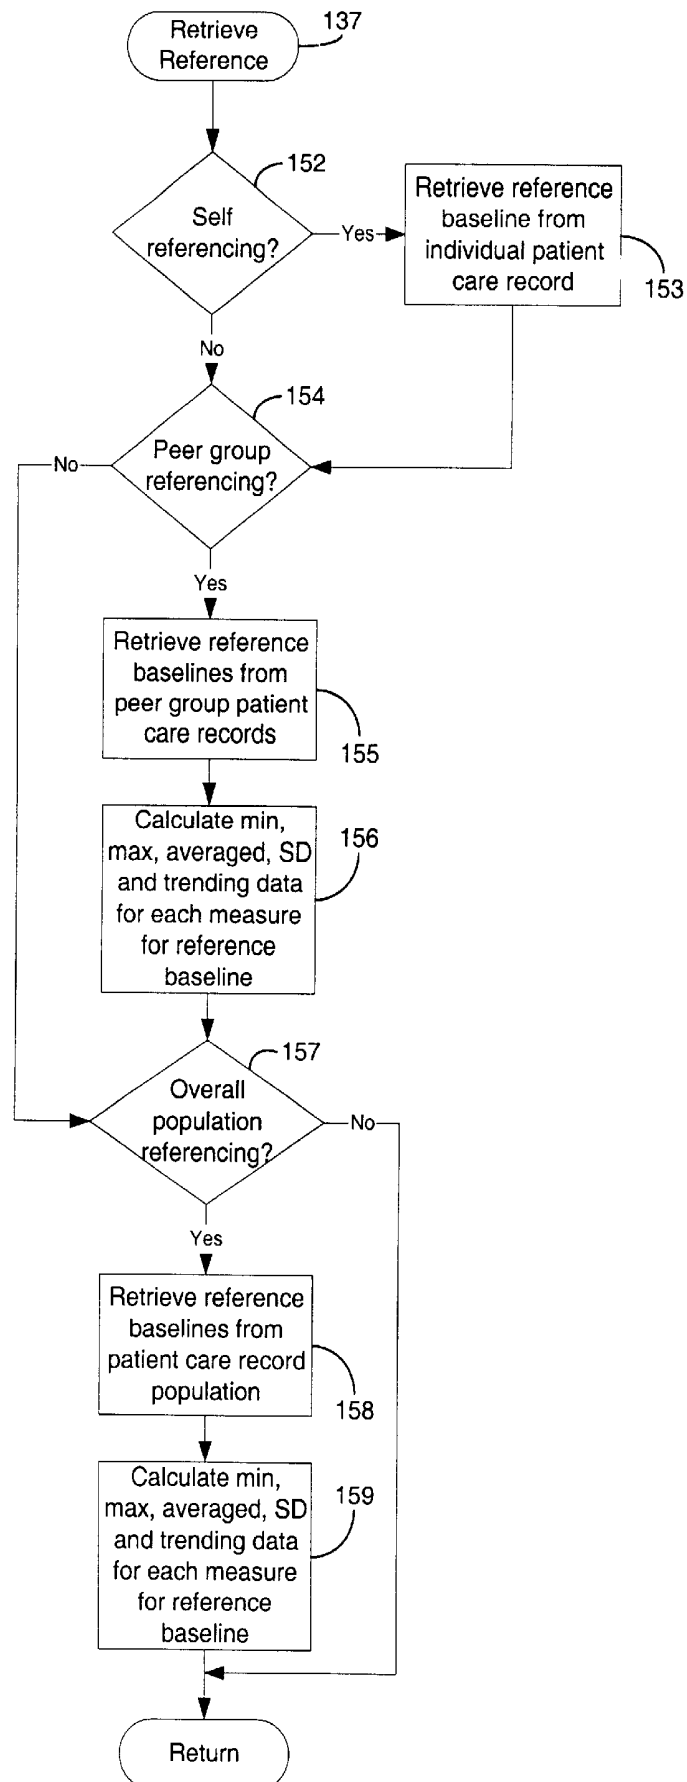 Retrieve
Reference
137
152
Self
referencing?
Yes
Retrieve reference
baseline from
individual patient
care record
153
No
154
Peer group
referencing?
No
Yes
Retrieve reference
baselines from
peer group patient
care records
155
Calculate min,
max, averaged, SD
and trending data
for each measure
for reference
baseline
156
157
Overall
population
referencing?
No
Yes
Retrieve reference
baselines from
patient care record
population
158
Calculate min,
max, averaged, SD
and trending data
for each measure
for reference
baseline
159
Return